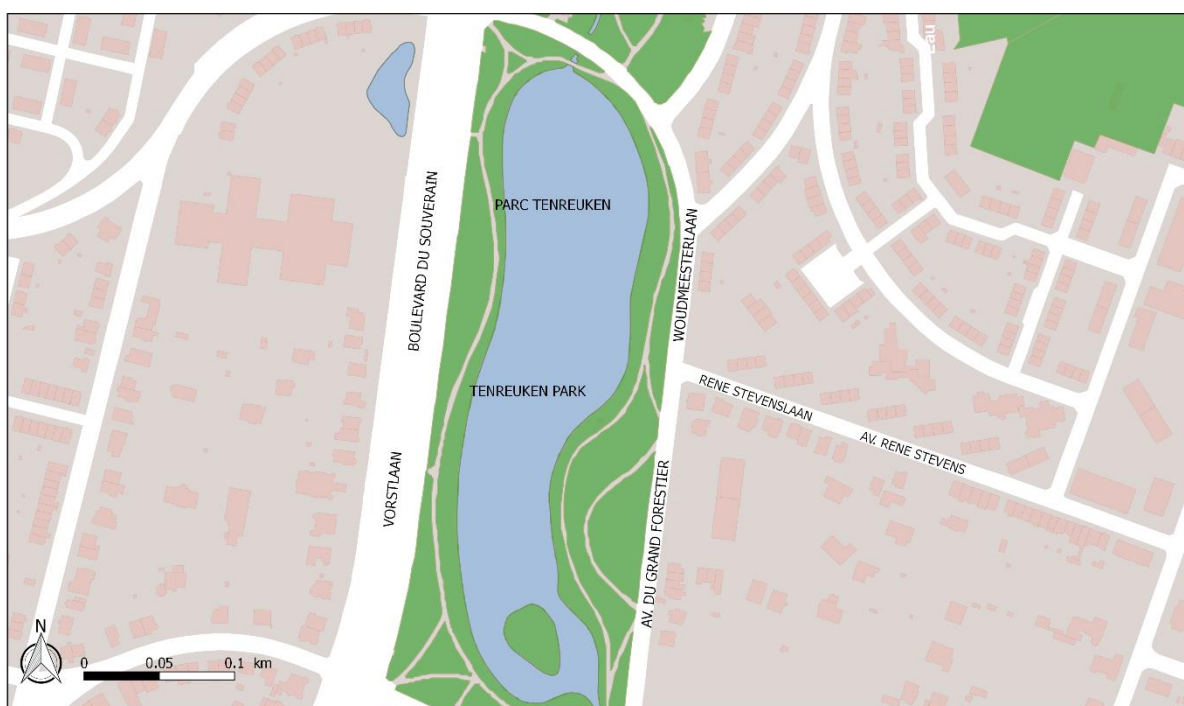 Eau
PARC TENREUKEN
BOULEVARD DU SOUVERAIN
WOUDMEESTERLAAN
TENREUKEN PARK
RENE STEVENSLAAN
AV. RENE STEVENS
VORSTLAAN
AV. DU GRAND FORESTIER
N
0 0.05 0.1 km